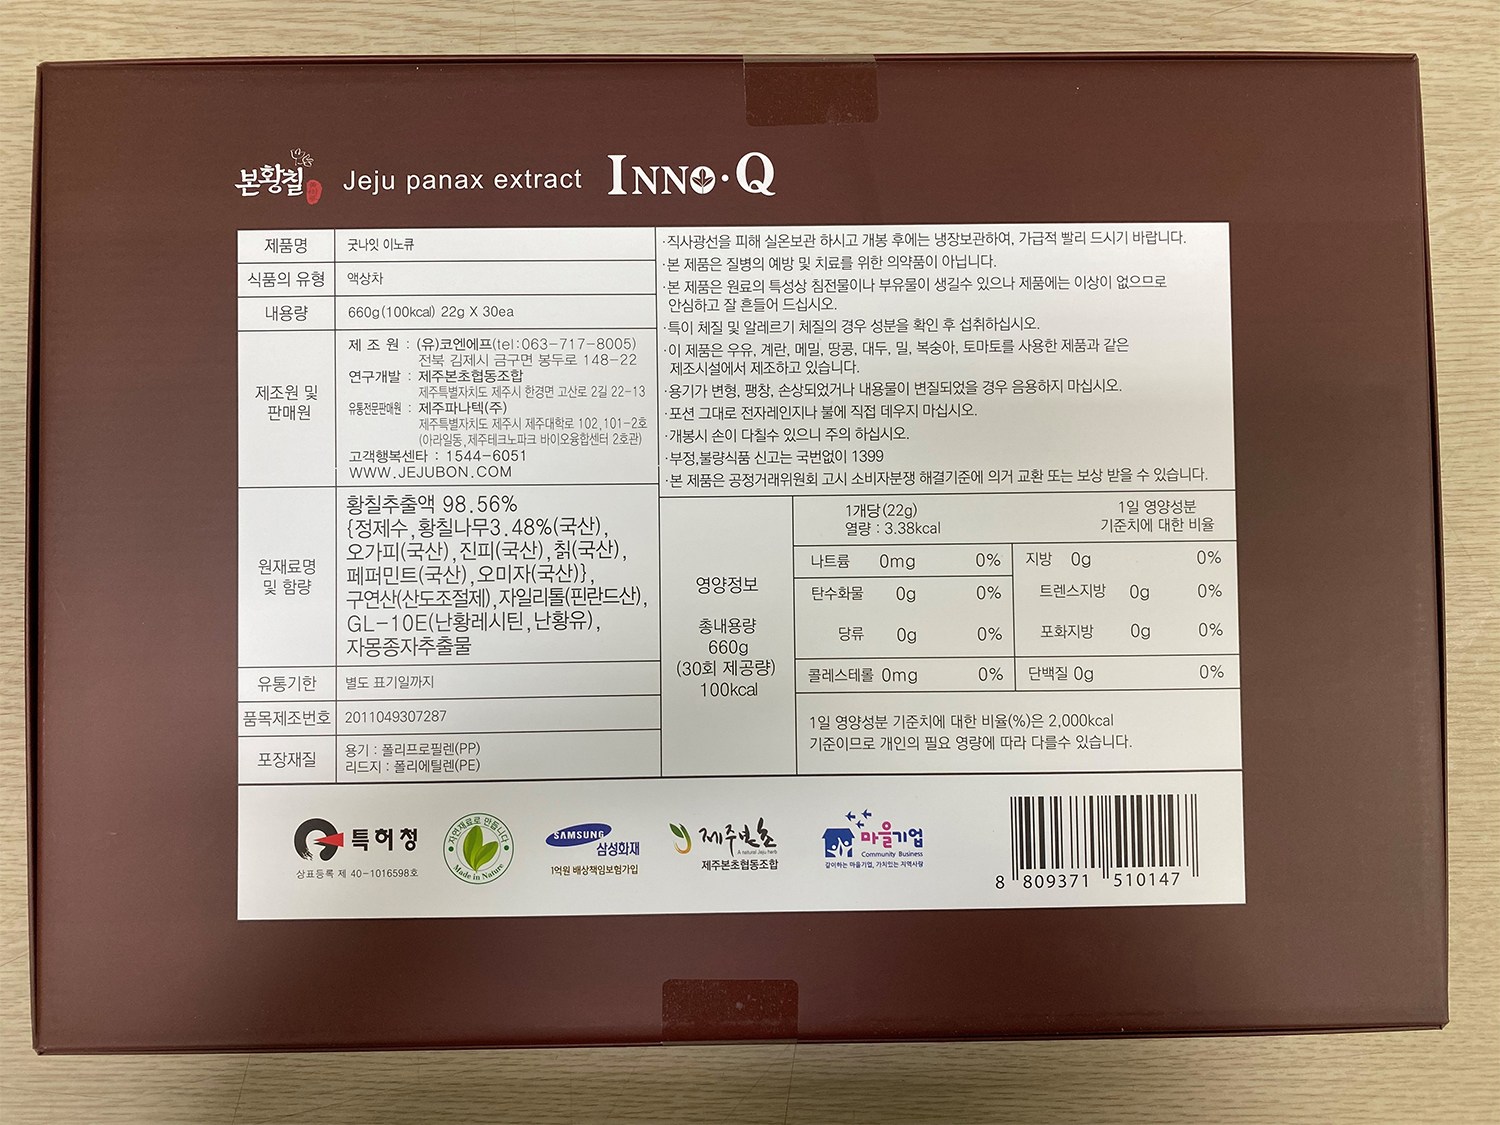 본황칠 Jeju panax extract INNO·Q
제품명 굿나잇 이노큐
식품의 유형 액상차
내용량 660g(100kcal) 22g X 30ea
제조원 및
판매원
제 조 원 : (유)코엔에프(tel:063-717-8005)
전북 김제시 금구면 봉두로 148-22
연구개발 : 제주본초협동조합
제주특별자치도 제주시 한경면 고산로 2길 22-13
유통전문판매원 : 제주파나텍(주)
제주특별자치도 제주시 제주대학로 102,101-2호
(아라일동,제주테크노파크 바이오융합센터 2호관)
고객행복센타 : 1544-6051
WWW.JEJUBON.COM
원재료명
및 함량
황칠추출액 98.56%
{정제수,황칠나무3.48%(국산),
오가피(국산),진피(국산),칡(국산),
페퍼민트(국산),오미자(국산)},
구연산(산도조절제),자일리톨(핀란드산),
GL-10E(난황레시틴,난황유),
자몽종자추출물
유통기한 별도 표기일까지
품목제조번호 2011049307287
포장재질
용기 : 폴리프로필렌(PP)
리드지 : 폴리에틸렌(PE)
·직사광선을 피해 실온보관 하시고 개봉 후에는 냉장보관하여, 가급적 빨리 드시기 바랍니다.
·본 제품은 질병의 예방 및 치료를 위한 의약품이 아닙니다.
·본 제품은 원료의 특성상 침전물이나 부유물이 생길수 있으나 제품에는 이상이 없으므로
안심하고 잘 흔들어 드십시오.
·특이 체질 및 알레르기 체질의 경우 성분을 확인 후 섭취하십시오.
·이 제품은 우유, 계란, 메밀, 땅콩, 대두, 밀, 복숭아, 토마토를 사용한 제품과 같은
제조시설에서 제조하고 있습니다.
·용기가 변형, 팽창, 손상되었거나 내용물이 변질되었을 경우 음용하지 마십시오.
·포션 그대로 전자레인지나 불에 직접 데우지 마십시오.
·개봉시 손이 다칠수 있으니 주의 하십시오.
·부정,불량식품 신고는 국번없이 1399
·본 제품은 공정거래위원회 고시 소비자분쟁 해결기준에 의거 교환 또는 보상 받을 수 있습니다.
영양정보
총내용량
660g
(30회 제공량)
100kcal
1개당(22g)
열량 : 3.38kcal
1일 영양성분
기준치에 대한 비율
나트륨 0mg 0% 지방 0g 0%
탄수화물 0g 0% 트렌스지방 0g 0%
당류 0g 0% 포화지방 0g 0%
콜레스테롤 0mg 0% 단백질 0g 0%
1일 영양성분 기준치에 대한 비율(%)은 2,000kcal
기준이므로 개인의 필요 영량에 따라 다를수 있습니다.
특허청
상표등록 제 40-1016598호
자연재료로 만듭니다
Made in Nature
SAMSUNG
삼성화재
1억원 배상책임보험가입
제주본초
A natural Jeju herb
제주본초협동조합
마을기업
Community Business
같이하는 마을기업, 가치있는 지역사랑
8 809371 510147